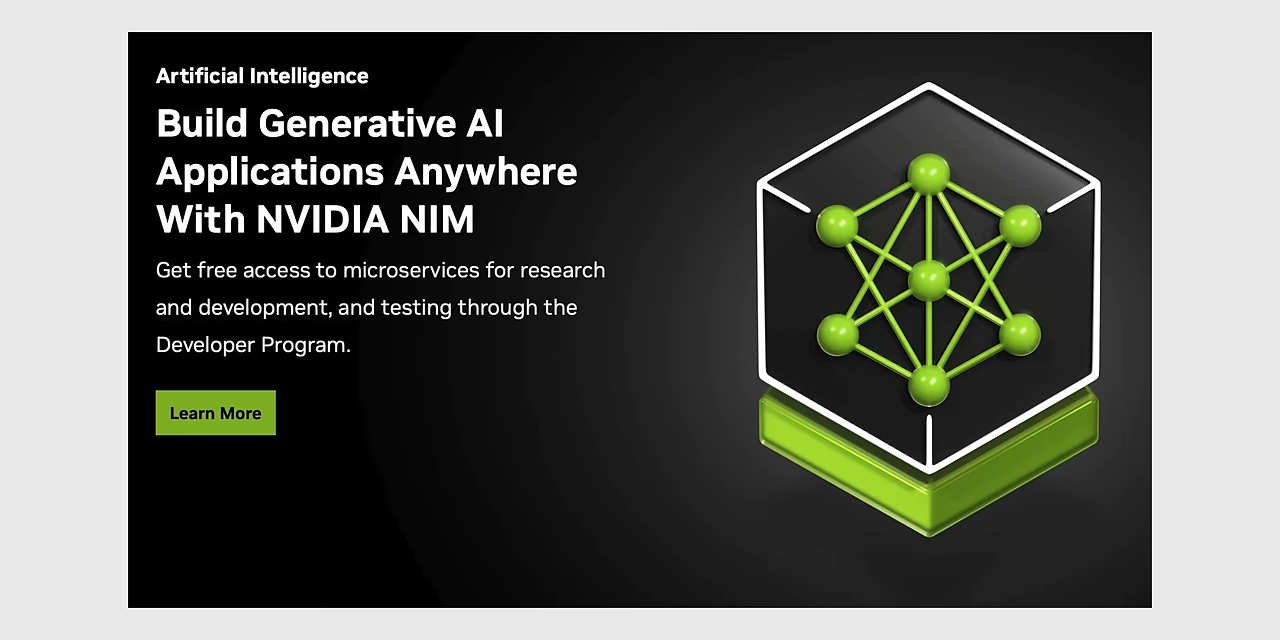 Artificial Intelligence
Build Generative AI
Applications Anywhere
With NVIDIA NIM
Get free access to microservices for research
and development, and testing through the
Developer Program.
Learn More